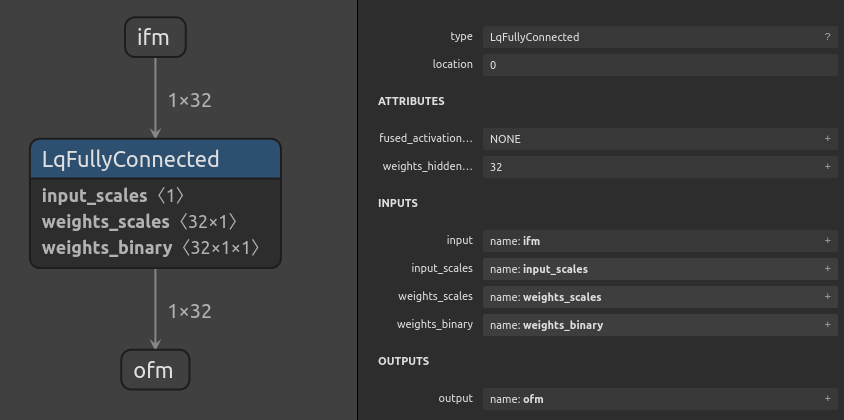 ifm
1×32
LqFullyConnected
input_scales〈1〉
weights_scales〈32×1〉
weights_binary〈32×1×1〉
1×32
ofm
type LqFullyConnected ?
location 0
ATTRIBUTES
fused_activation... NONE +
weights_hidden... 32 +
INPUTS
input name: ifm +
input_scales name: input_scales +
weights_scales name: weights_scales +
weights_binary name: weights_binary +
OUTPUTS
output name: ofm +